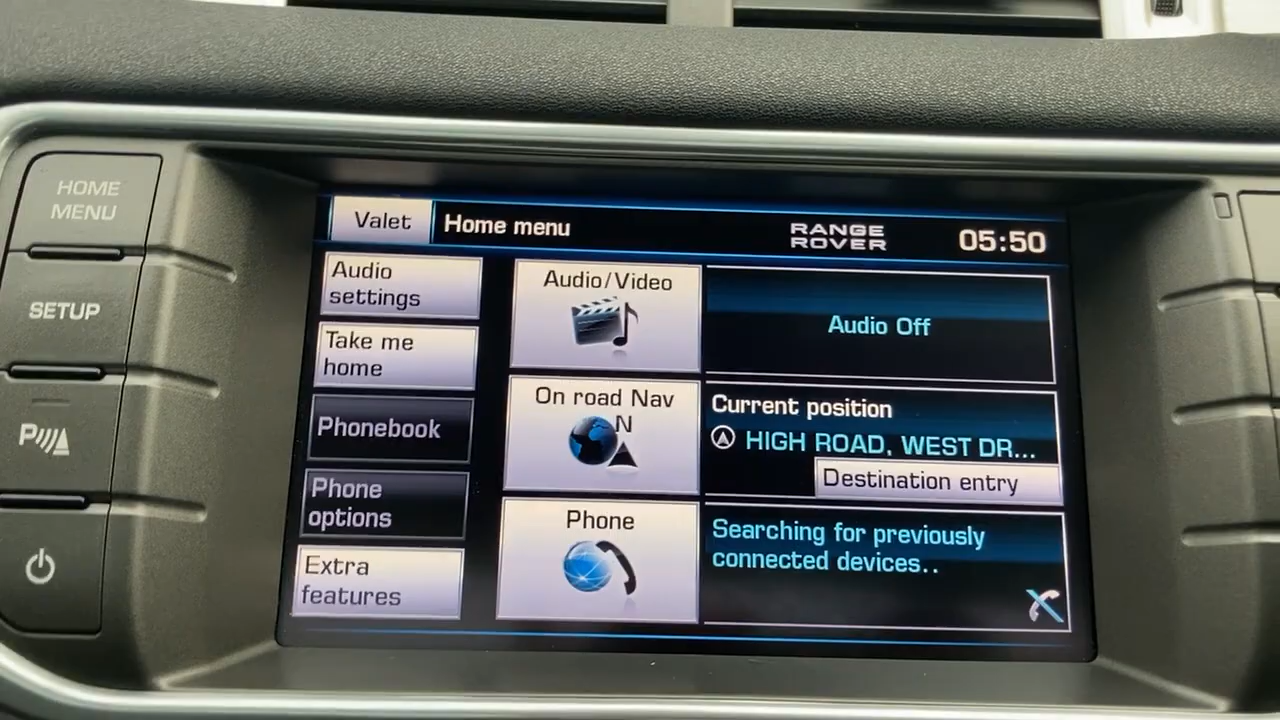 HOME
MENU
SETUP
P
Valet
Home menu
RANGE
ROVER
05:50
Audio
settings
Take me
home
Phonebook
Phone
options
Extra
features
Audio/Video
On road Nav
N
Phone
Audio Off
Current position
HIGH ROAD, WEST DR...
Destination entry
Searching for previously
connected devices..